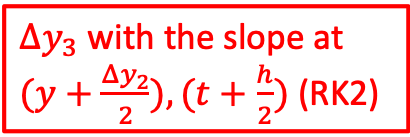 Δy₃ with the slope at
(y + Δy₂/2), (t + h/2) (RK2)